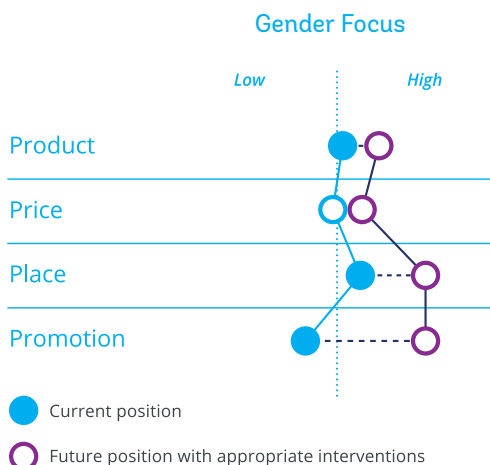 Gender Focus
Low High
Product
Price
Place
Promotion
Current position
Future position with appropriate interventions